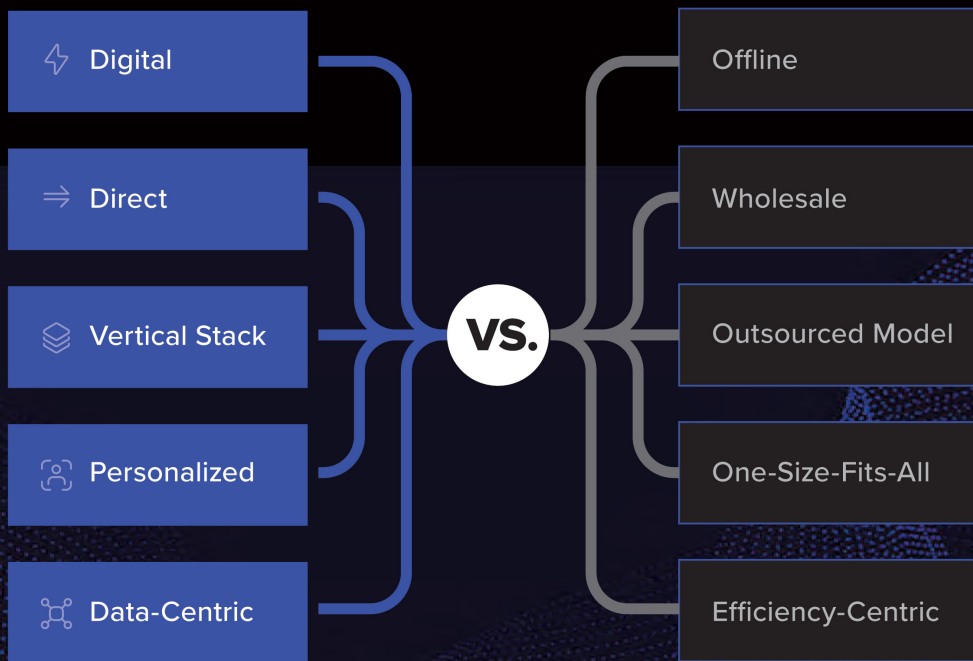 Digital
Offline
Direct
Wholesale
Vertical Stack
VS.
Outsourced Model
Personalized
One-Size-Fits-All
Data-Centric
Efficiency-Centric